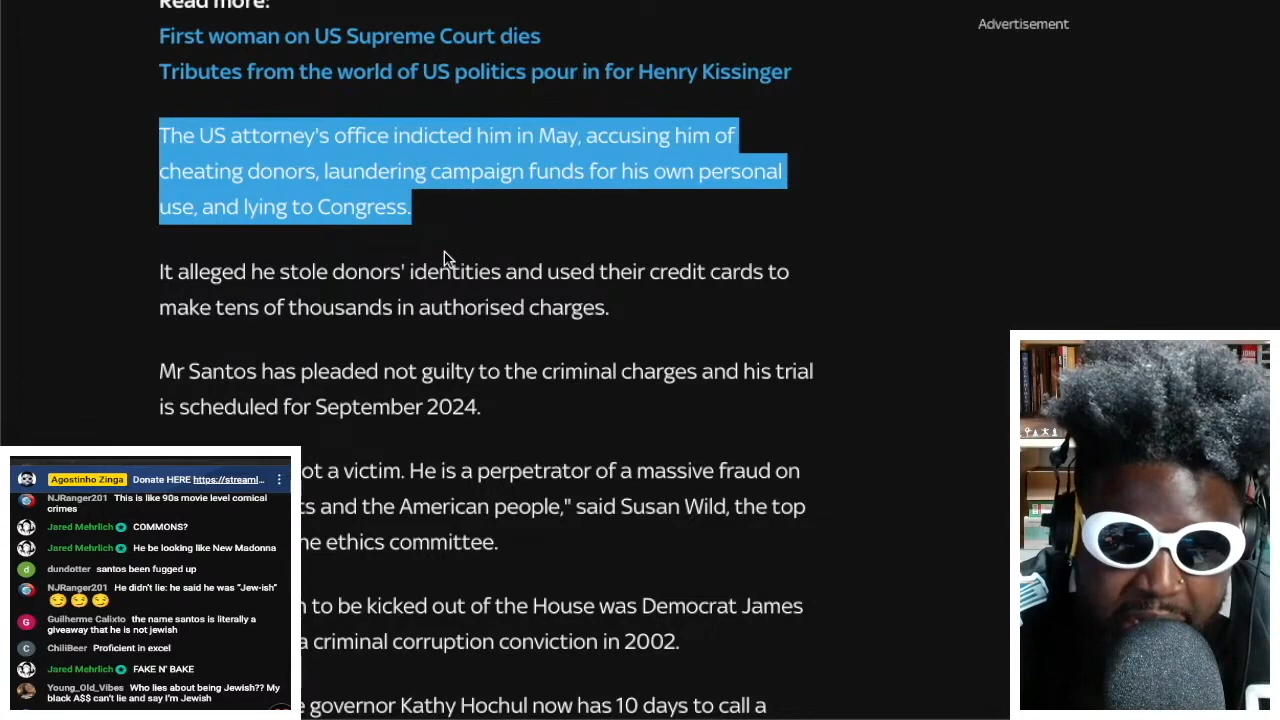 Read more:
First woman on US Supreme Court dies
Tributes from the world of US politics pour in for Henry Kissinger
Advertisement
The US attorney's office indicted him in May, accusing him of
cheating donors, laundering campaign funds for his own personal
use, and lying to Congress.
It alleged he stole donors' identities and used their credit cards to
make tens of thousands in authorised charges.
Mr Santos has pleaded not guilty to the criminal charges and his trial
is scheduled for September 2024.
ot a victim. He is a perpetrator of a massive fraud on
ts and the American people," said Susan Wild, the top
he ethics committee.
n to be kicked out of the House was Democrat James
a criminal corruption conviction in 2002.
e governor Kathy Hochul now has 10 days to call a
Agostinho Zinga Donate HERE https://streaml...
NJRanger201 This is like 90s movie level comical
crimes
Jared Mehrlich COMMONS?
Jared Mehrlich He be looking like New Madonna
dundotter santos been fugged up
NJRanger201 He didn't lie: he said he was "Jew-ish"
Guilherme Calixto the name santos is literally a
giveaway that he is not jewish
ChiliBeer Proficient in excel
Jared Mehrlich FAKE N' BAKE
Young_Old_Vibes Who lies about being Jewish?? My
black A$$ can't lie and say I'm Jewish